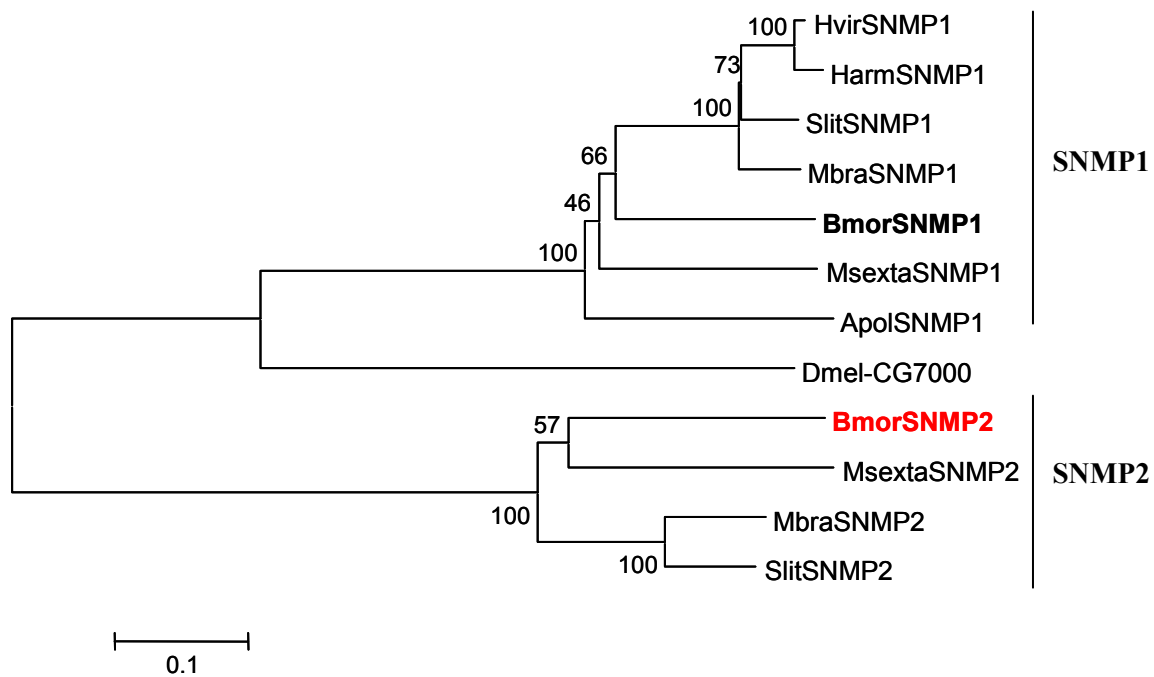 100
HvirSNMP1
73
HarmSNMP1
100
SlitSNMP1
66
MbraSNMP1
SNMP1
46
BmorSNMP1
100
MsextaSNMP1
ApolSNMP1
Dmel-CG7000
57
BmorSNMP2
MsextaSNMP2
SNMP2
100
MbraSNMP2
100
SlitSNMP2
0.1